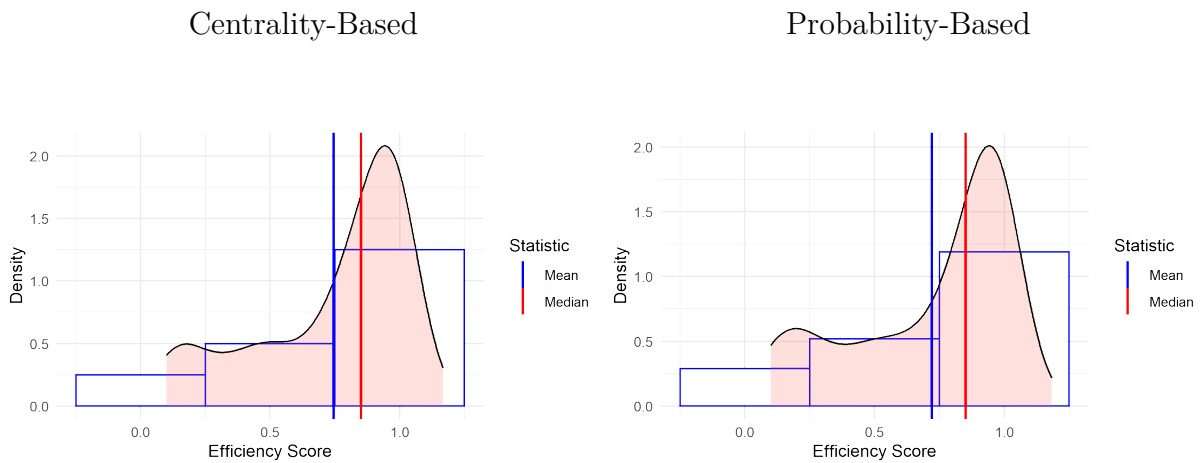 Centrality-Based
Density
2.0
1.5
1.0
0.5
0.0
0.0 0.5 1.0
Efficiency Score
Statistic
Mean
Median
Probability-Based
Density
2.0
1.5
1.0
0.5
0.0
0.0 0.5 1.0
Efficiency Score
Statistic
Mean
Median